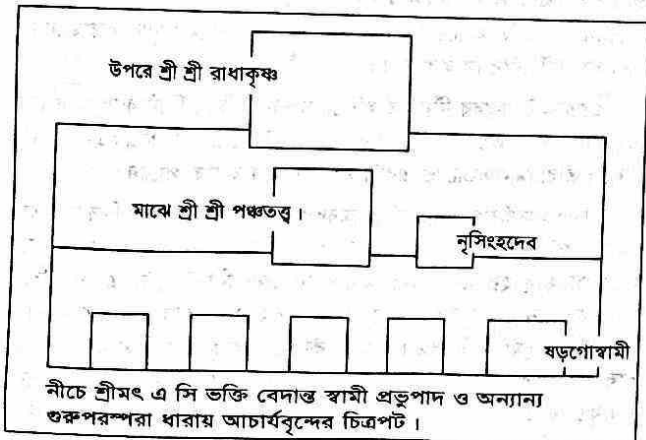 উপরে শ্রী শ্রী রাধাকৃষ্ণ
মাঝে শ্রী শ্রী পঞ্চতত্ত্ব ।
নৃসিংহদেব
ষড়গোস্বামী
নীচে শ্রীমৎ এ সি ভক্তি বেদান্ত স্বামী প্রভুপাদ ও অন্যান্য
গুরুপরম্পরা ধারায় আচার্যবৃন্দের চিত্রপট ।